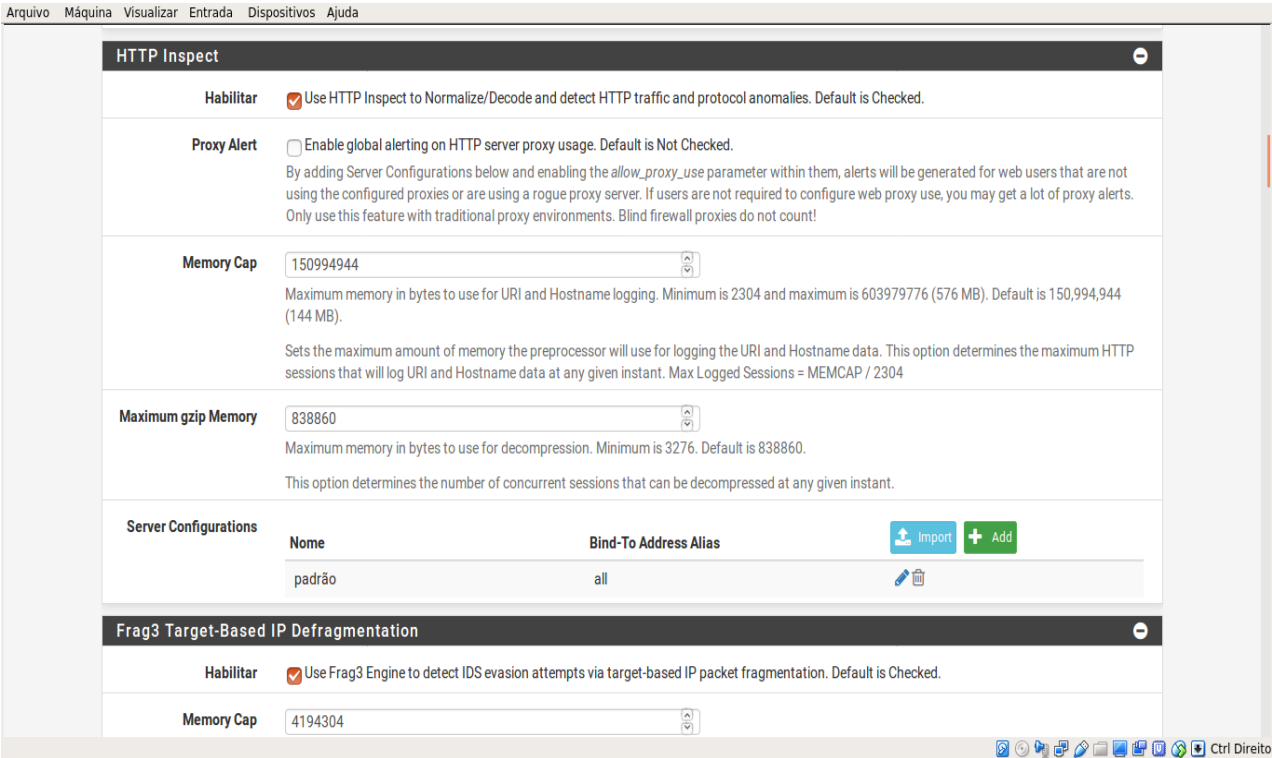 Arquivo Máquina Visualizar Entrada Dispositivos Ajuda
HTTP Inspect
Habilitar Use HTTP Inspect to Normalize/Decode and detect HTTP traffic and protocol anomalies. Default is Checked.
Proxy Alert Enable global alerting on HTTP server proxy usage. Default is Not Checked.
By adding Server Configurations below and enabling the allow_proxy_use parameter within them, alerts will be generated for web users that are not
using the configured proxies or are using a rogue proxy server. If users are not required to configure web proxy use, you may get a lot of proxy alerts.
Only use this feature with traditional proxy environments. Blind firewall proxies do not count!
Memory Cap 150994944
Maximum memory in bytes to use for URI and Hostname logging. Minimum is 2304 and maximum is 603979776 (576 MB). Default is 150,994,944
(144 MB).
Sets the maximum amount of memory the preprocessor will use for logging the URI and Hostname data. This option determines the maximum HTTP
sessions that will log URI and Hostname data at any given instant. Max Logged Sessions = MEMCAP / 2304
Maximum gzip Memory 838860
Maximum memory in bytes to use for decompression. Minimum is 3276. Default is 838860.
This option determines the number of concurrent sessions that can be decompressed at any given instant.
Server Configurations
Nome Bind-To Address Alias Import Add
padrão all
Frag3 Target-Based IP Defragmentation
Habilitar Use Frag3 Engine to detect IDS evasion attempts via target-based IP packet fragmentation. Default is Checked.
Memory Cap 4194304
Ctrl Direito